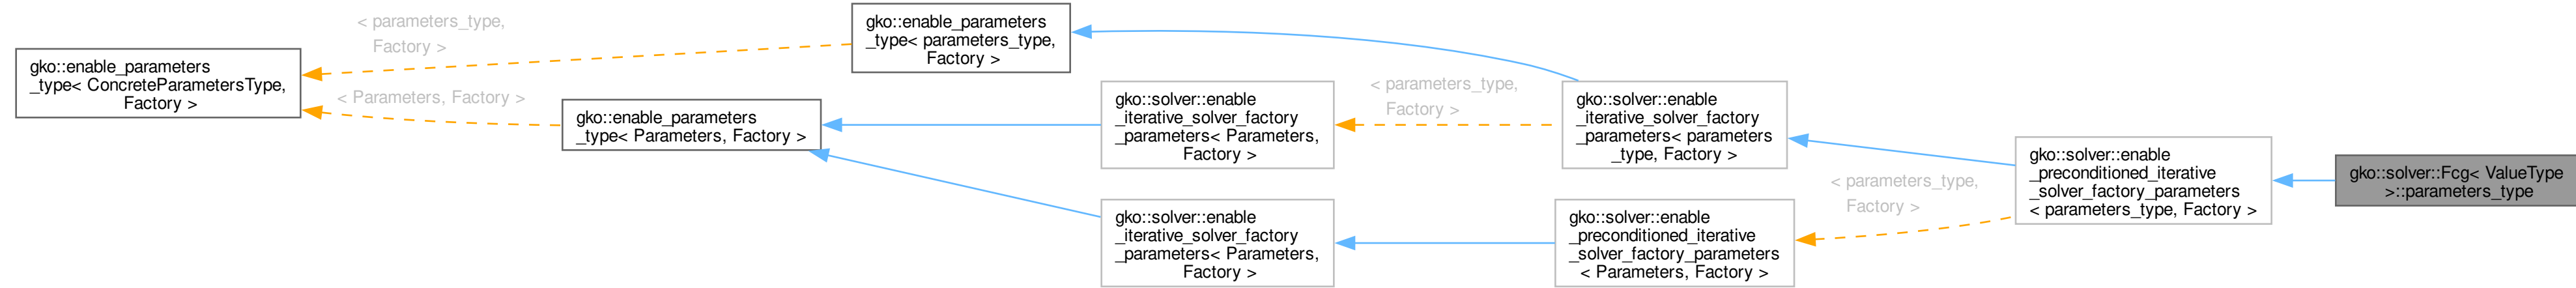 gko::enable_parameters
_type< ConcreteParametersType,
Factory >
< parameters_type,
Factory >
< Parameters, Factory >
gko::enable_parameters
_type< Parameters, Factory >
gko::enable_parameters
_type< parameters_type,
Factory >
gko::solver::enable
_iterative_solver_factory
_parameters< Parameters,
Factory >
gko::solver::enable
_iterative_solver_factory
_parameters< Parameters,
Factory >
< parameters_type,
Factory >
gko::solver::enable
_iterative_solver_factory
_parameters< parameters
_type, Factory >
gko::solver::enable
_preconditioned_iterative
_solver_factory_parameters
< Parameters, Factory >
< parameters_type,
Factory >
gko::solver::enable
_preconditioned_iterative
_solver_factory_parameters
< parameters_type, Factory >
gko::solver::Fcg< ValueType
>::parameters_type